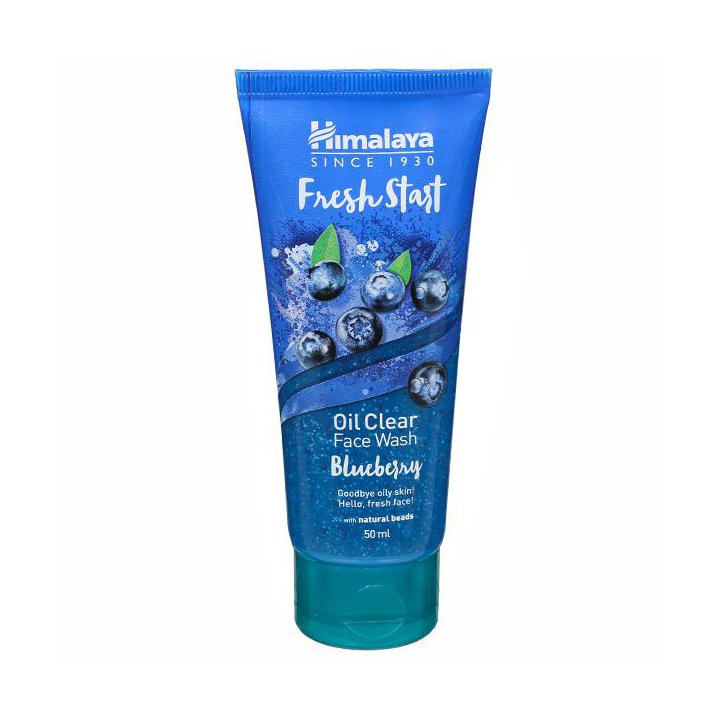 Himalaya
SINCE 1930
Fresh Start
Oil Clear
Face Wash
Blueberry
Goodbye oily skin!
Hello, fresh face!
with natural beads
50 ml